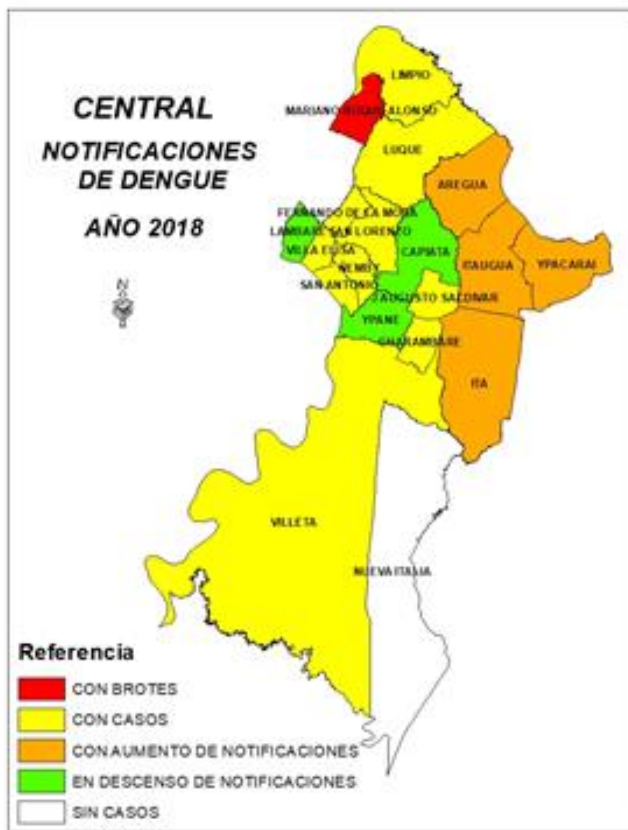 CENTRAL
NOTIFICACIONES
DE DENGUE
AÑO 2018
N
LIMPIO
MARIANO ROQUE ALONSO
LUQUE
AREGUA
FERNANDO DE LA MORA
LAMBARE SAN LORENZO
VILLA ELISA
CAPIATA
ITAUGUA
YPACARAI
ÑEMBY
SAN ANTONIO
J AUGUSTO SALDIVAR
YPANE
GUARAMBARE
ITA
VILLETA
NUEVA ITALIA
Referencia
CON BROTES
CON CASOS
CON AUMENTO DE NOTIFICACIONES
EN DESCENSO DE NOTIFICACIONES
SIN CASOS